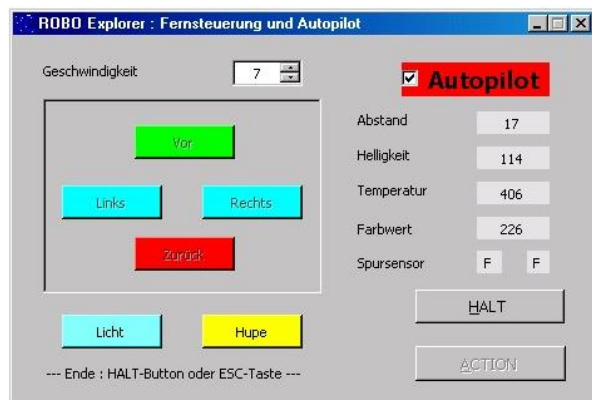 ROBO Explorer : Fernsteuerung und Autopilot
Geschwindigkeit 7
Autopilot
Vor
Links Rechts
Zurück
Abstand 17
Helligkeit 114
Temperatur 406
Farbwert 226
Spursensor F F
Licht Hupe
HALT
ACTION
--- Ende : HALT-Button oder ESC-Taste ---